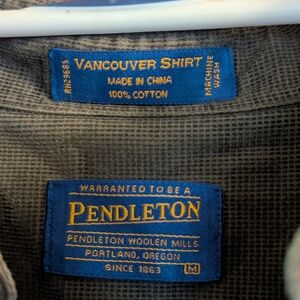 RN29685
VANCOUVER SHIRT
MADE IN CHINA
100% COTTON
MACHINE
WASH
WARRANTED TO BE A
PENDLETON
PENDLETON WOOLEN MILLS
PORTLAND, OREGON
SINCE 1863
M